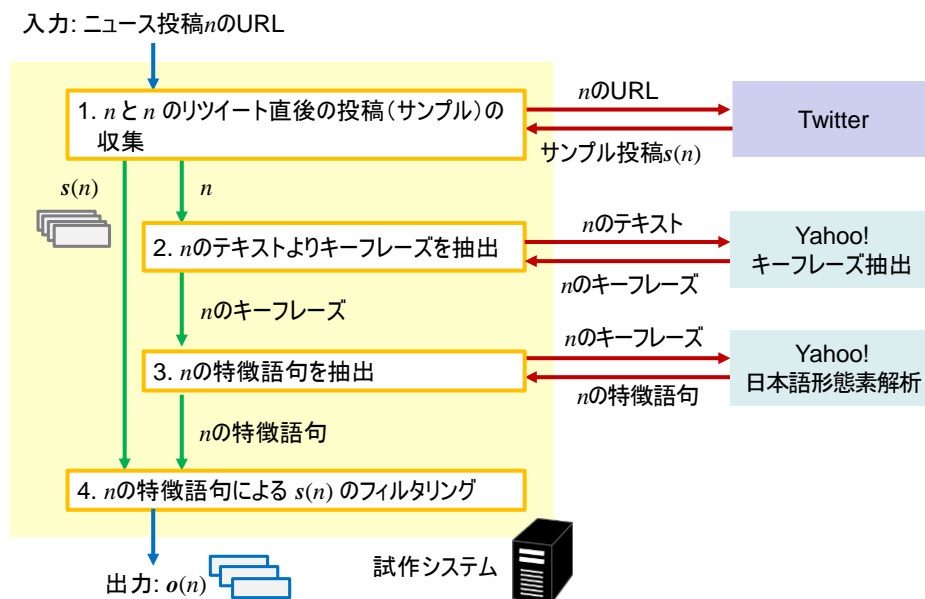 入力: ニュース投稿nのURL
1. n と n のリツイート直後の投稿(サンプル)の
収集
nのURL
サンプル投稿s(n)
Twitter
s(n)
n
2. nのテキストよりキーフレーズを抽出
nのテキスト
nのキーフレーズ
Yahoo!
キーフレーズ抽出
nのキーフレーズ
3. nの特徴語句を抽出
nのキーフレーズ
nの特徴語句
Yahoo!
日本語形態素解析
nの特徴語句
4. nの特徴語句による s(n) のフィルタリング
試作システム
出力: o(n)